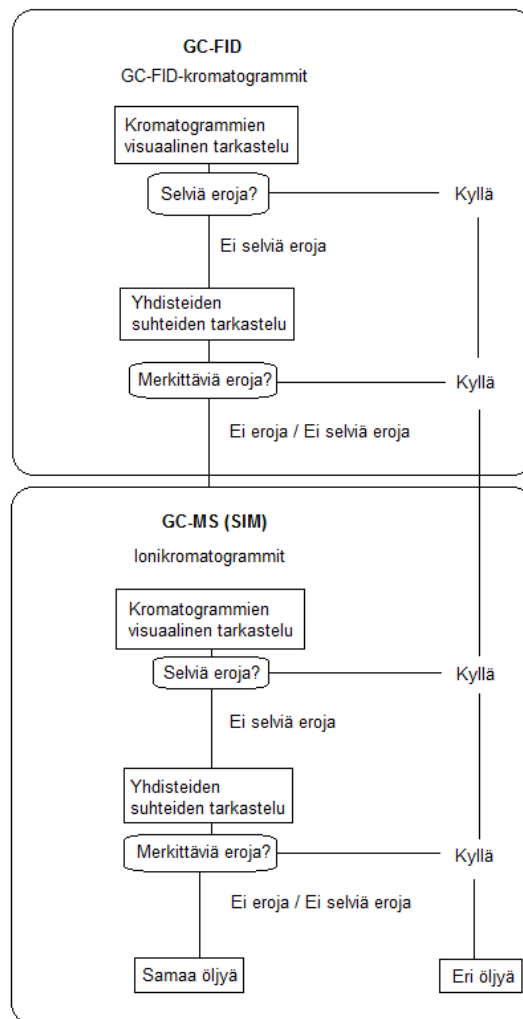 GC-FID
GC-FID-kromatogrammit
Kromatogrammien
visuaalinen tarkastelu
Selviä eroja?
Kyllä
Ei selviä eroja
Yhdisteiden
suhteiden tarkastelu
Merkittäviä eroja?
Kyllä
Ei eroja / Ei selviä eroja
GC-MS (SIM)
Ionikromatogrammit
Kromatogrammien
visuaalinen tarkastelu
Selviä eroja?
Kyllä
Ei selviä eroja
Yhdisteiden
suhteiden tarkastelu
Merkittäviä eroja?
Kyllä
Ei eroja / Ei selviä eroja
Samaa öljyä
Eri öljyä